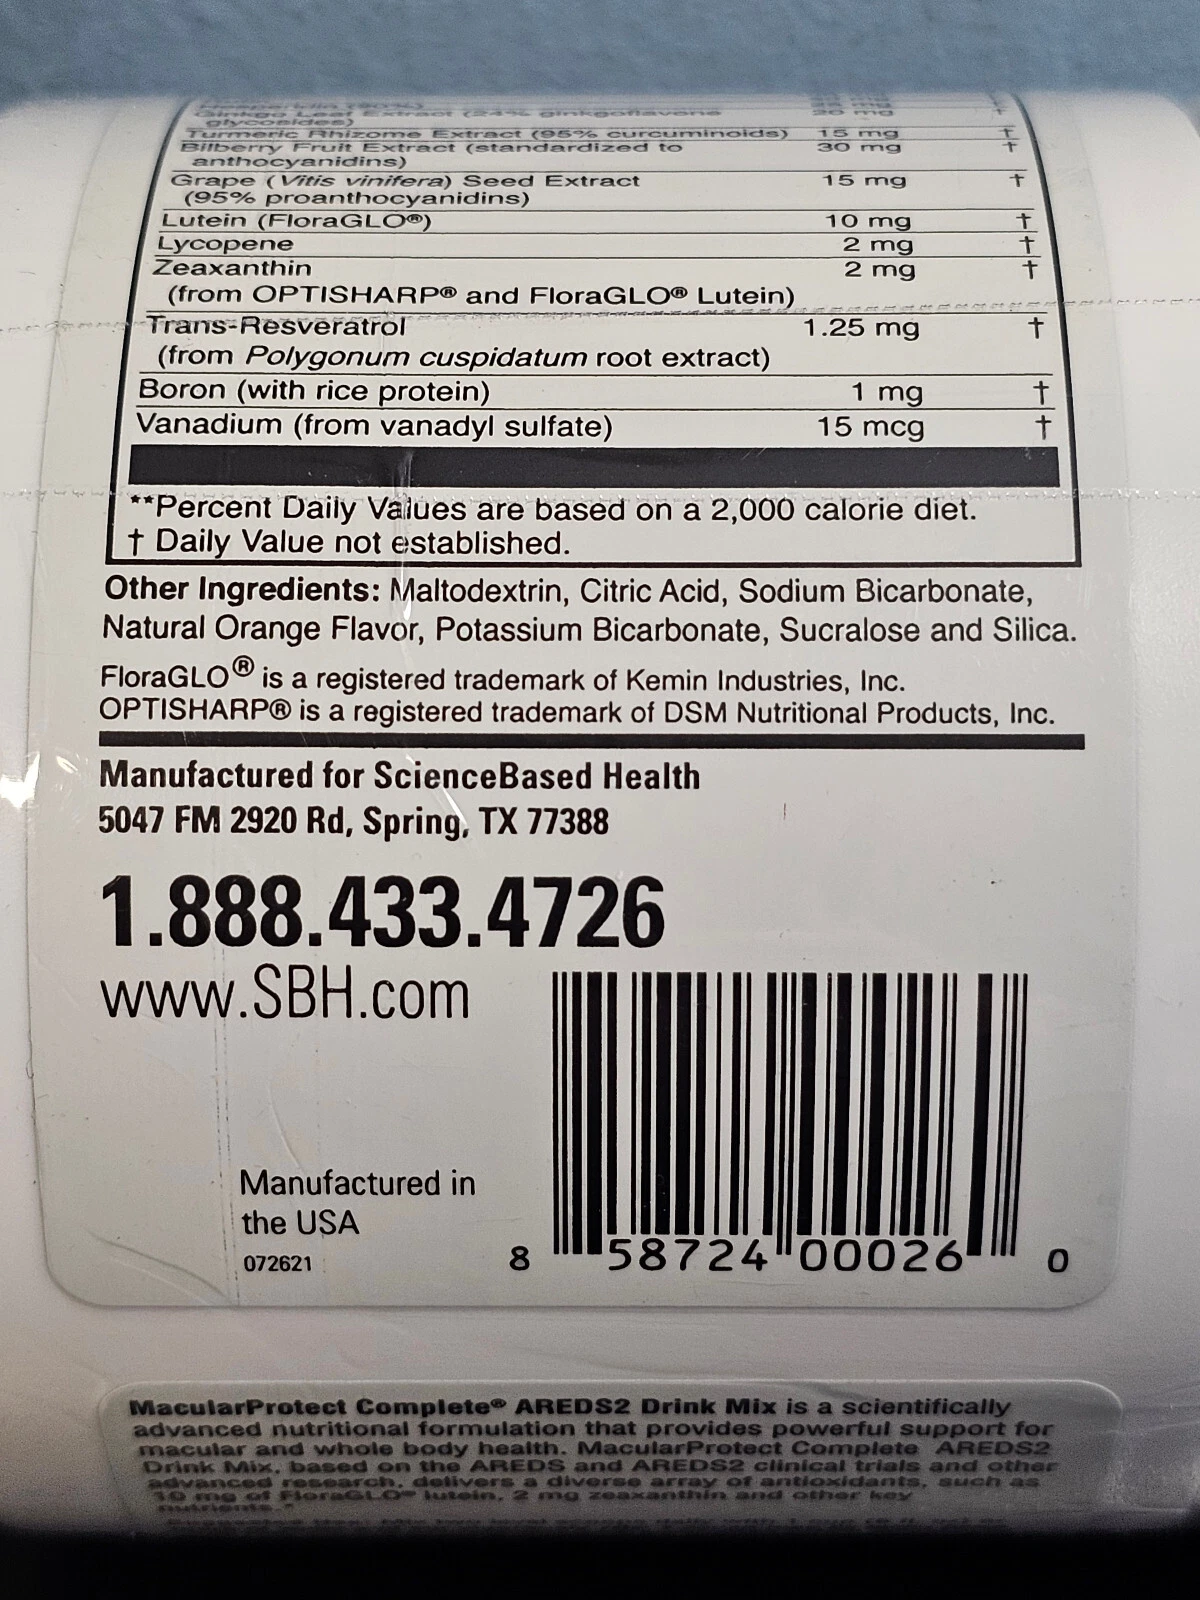 Ginkgo Leaf Extract (24% ginkgoflavone 20 mg †
glycosides)
Turmeric Rhizome Extract (95% curcuminoids) 15 mg †
Bilberry Fruit Extract (standardized to 30 mg †
anthocyanidins)
Grape (Vitis vinifera) Seed Extract 15 mg †
(95% proanthocyanidins)
Lutein (FloraGLO®) 10 mg †
Lycopene 2 mg †
Zeaxanthin 2 mg †
(from OPTISHARP® and FloraGLO® Lutein)
Trans-Resveratrol 1.25 mg †
(from Polygonum cuspidatum root extract)
Boron (with rice protein) 1 mg †
Vanadium (from vanadyl sulfate) 15 mcg †
**Percent Daily Values are based on a 2,000 calorie diet.
† Daily Value not established.
Other Ingredients: Maltodextrin, Citric Acid, Sodium Bicarbonate,
Natural Orange Flavor, Potassium Bicarbonate, Sucralose and Silica.
FloraGLO® is a registered trademark of Kemin Industries, Inc.
OPTISHARP® is a registered trademark of DSM Nutritional Products, Inc.
Manufactured for ScienceBased Health
5047 FM 2920 Rd, Spring, TX 77388
1.888.433.4726
www.SBH.com
Manufactured in
the USA
072621
8 58724 00026 0
MacularProtect Complete® AREDS2 Drink Mix is a scientifically
advanced nutritional formulation that provides powerful support for
macular and whole body health. MacularProtect Complete AREDS2
Drink Mix, based on the AREDS and AREDS2 clinical trials and other
advanced research, delivers a diverse array of antioxidants, such as
10 mg of FloraGLO® lutein, 2 mg zeaxanthin and other key
nutrients.*